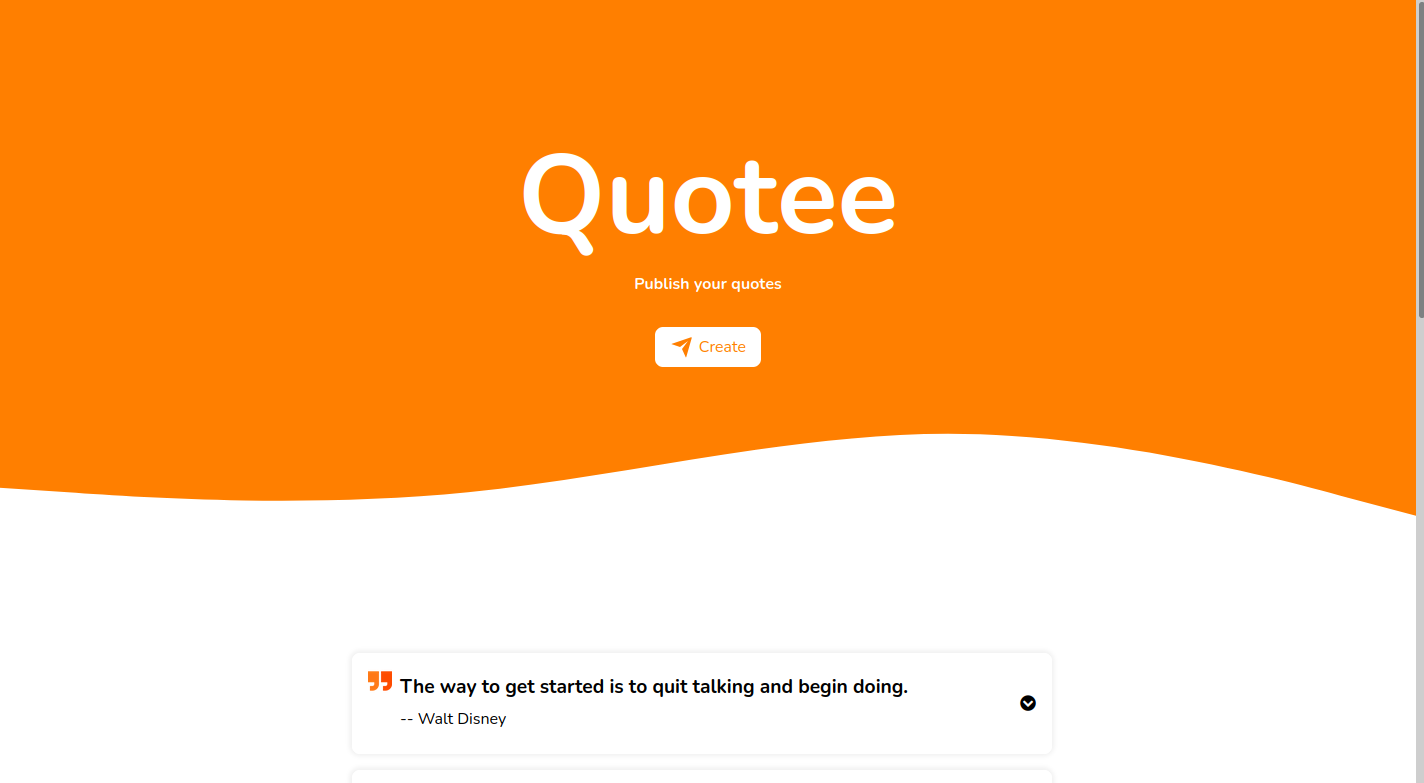 Quotee
Publish your quotes
Create
The way to get started is to quit talking and begin doing.
-- Walt Disney